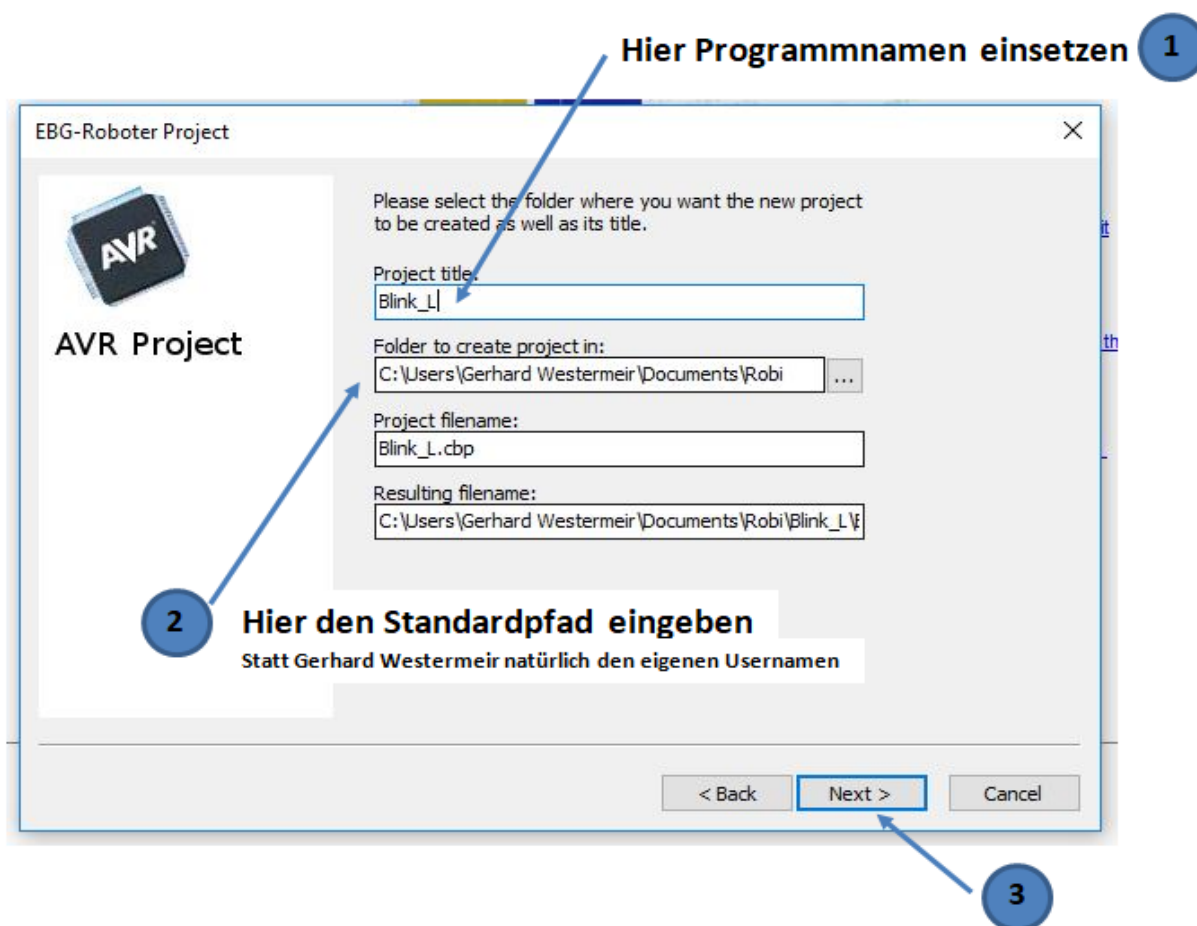 Hier Programmnamen einsetzen
1
EBG-Roboter Project
AVR
AVR Project
Please select the folder where you want the new project
to be created as well as its title.
it
Project title:
Blink_L
Folder to create project in:
th
C:\Users\Gerhard Westermeir\Documents\Robi
...
Project filename:
Blink_L.cbp
Resulting filename:
C:\Users\Gerhard Westermeir\Documents\Robi\Blink_L\
2
Hier den Standardpfad eingeben
Statt Gerhard Westermeir natürlich den eigenen Usernamen
< Back
Next >
Cancel
3